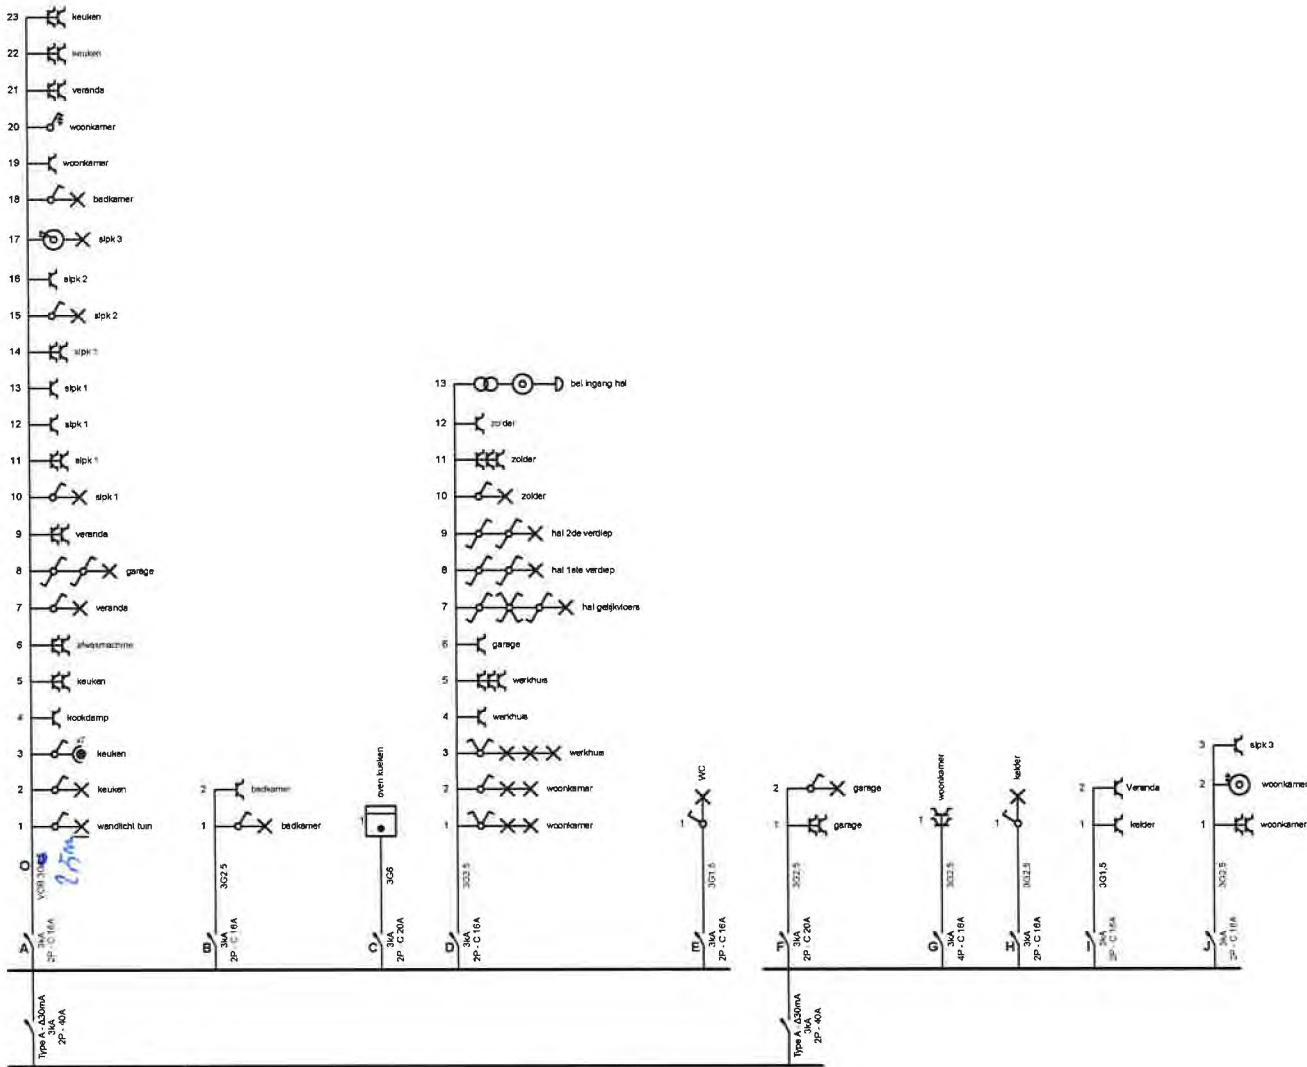 23 keuken
22 keuken
21 veranda
20 woonkamer
19 woonkamer
18 badkamer
17 slpk 3
16 slpk 2
15 slpk 2
14
13 slpk 1
12 slpk 1
11 slpk 1
10 slpk 1
9 veranda
8 garage
7 veranda
6 afwasmachine
5 keuken
4 kookdamp
3 keuken
2 keuken
1 wandlicht tuin
O
2,5m
A
3kA
2P - C 16A
2 badkamer
1 badkamer
3G2.5
B
3kA
2P - C 16A
oven kueken
1
3G6
C
3kA
2P - C 20A
13 bel ingang hal
12 zolder
11 zolder
10 zolder
9 hal 2de verdiep
8 hal 1ste verdiep
7 hal gelijkvloers
6 garage
5 werkhuis
4 werkhuis
3 werkhuis
2 woonkamer
1 woonkamer
D
3kA
2P - C 16A
WC
1
3G1,5
E
3kA
2P - C 16A
2 garage
1 garage
3G2,5
F
3kA
2P - C 20A
woonkamer
1
3G2,5
G
3kA
4P - C 16A
kelder
1
3G2,5
H
3kA
2P - C 16A
2 Veranda
1 kelder
3G1,5
I
3kA
2P - C 16A
3 slpk 3
2 woonkamer
1 woonkamer
3G2,5
J
3kA
2P - C 16A
Type A - Δ30mA
3kA
2P - 40A
Type A - Δ30mA
3kA
2P - 40A